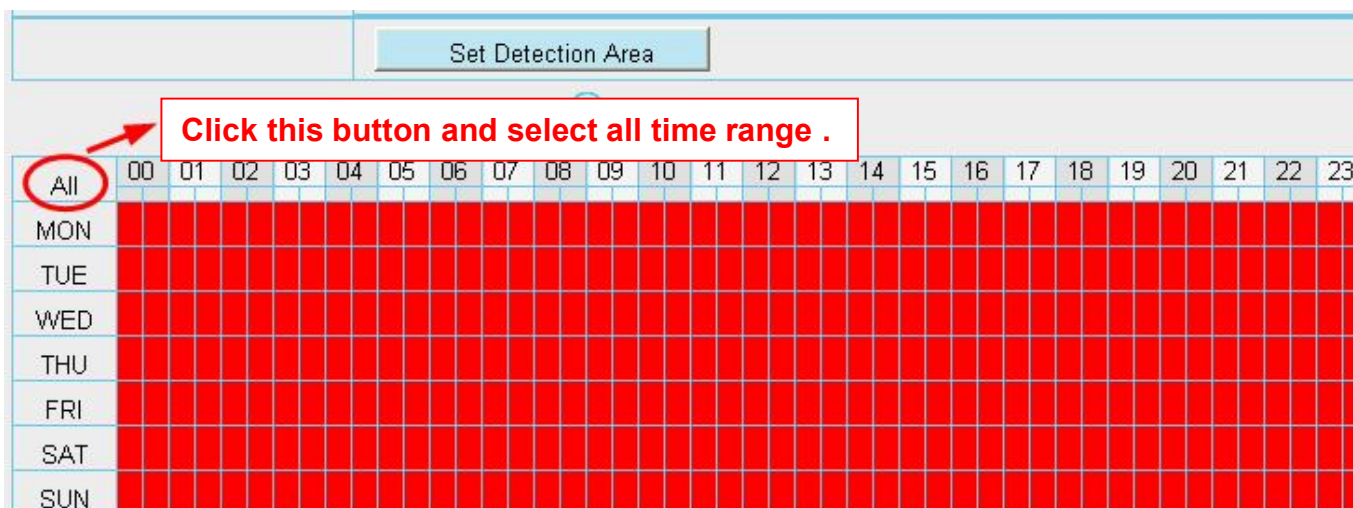 Set Detection Area
Click this button and select all time range .
All 00 01 02 03 04 05 06 07 08 09 10 11 12 13 14 15 16 17 18 19 20 21 22 23
MON
TUE
WED
THU
FRI
SAT
SUN